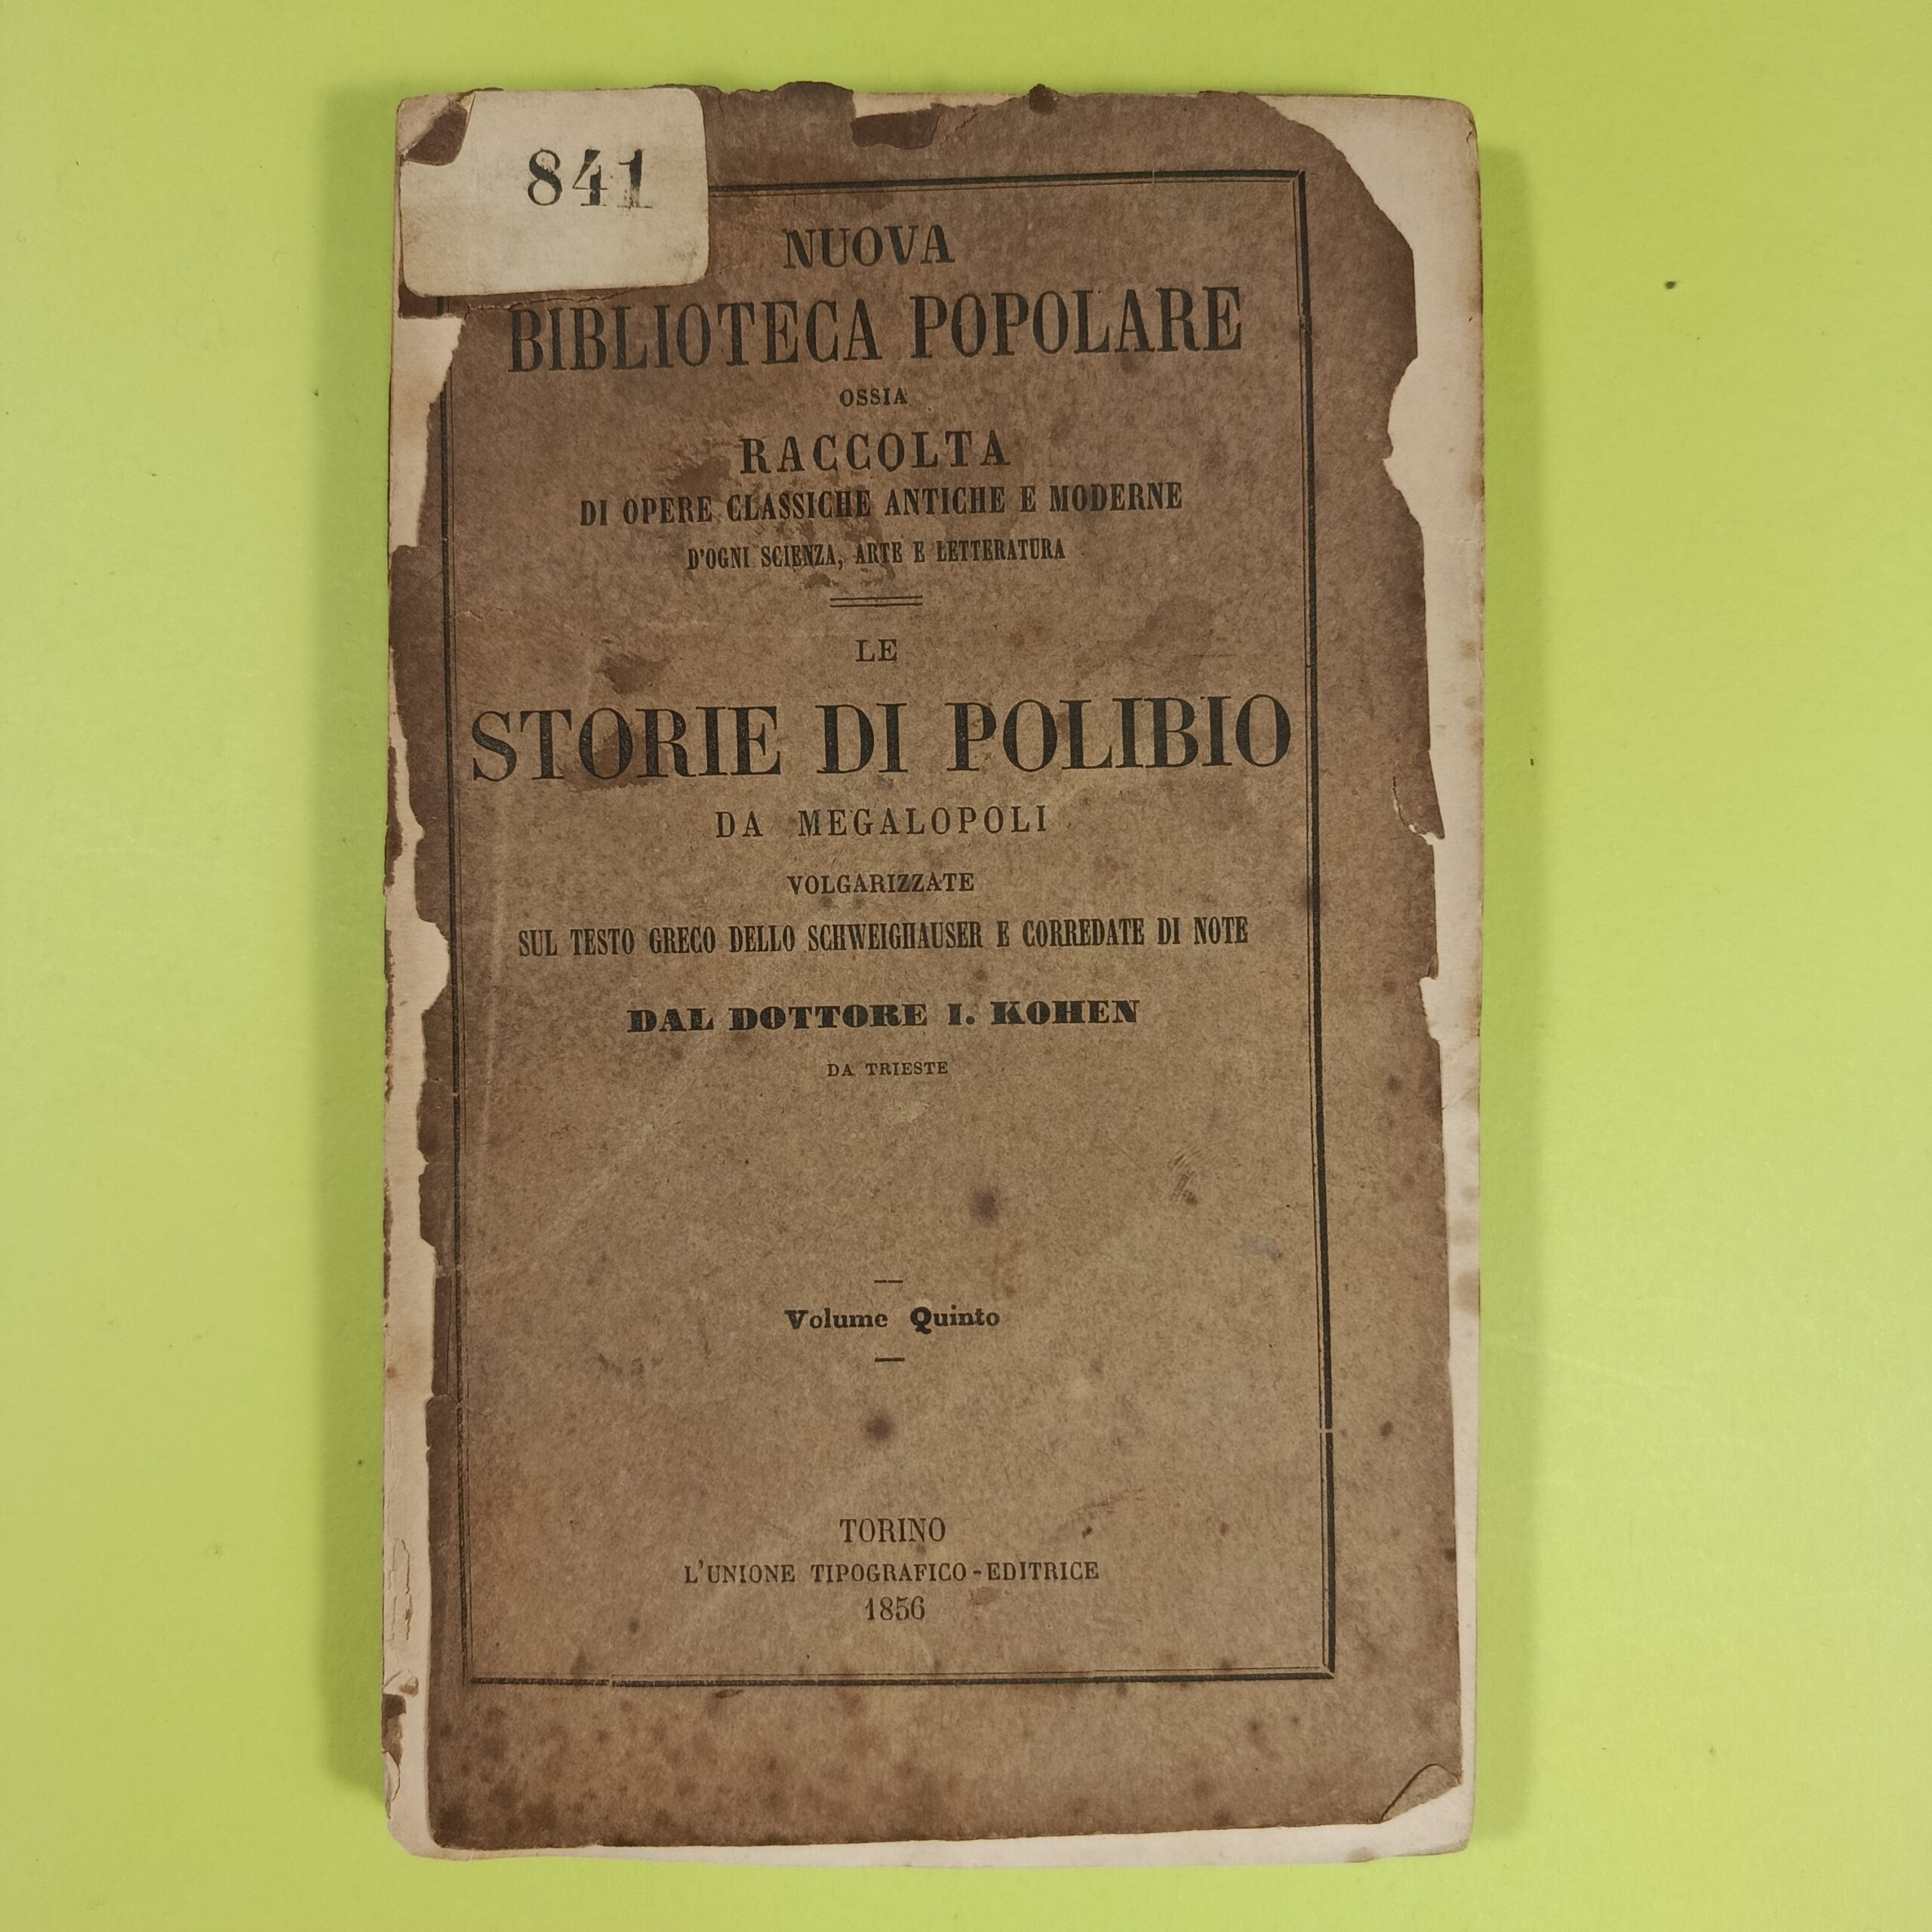 841
NUOVA
BIBLIOTECA POPOLARE
OSSIA
RACCOLTA
DI OPERE CLASSICHE ANTICHE E MODERNE
D'OGNI SCIENZA, ARTE E LETTERATURA
LE
STORIE DI POLIBIO
DA MEGALOPOLI
VOLGARIZZATE
SUL TESTO GRECO DELLO SCHWEIGHAUSER E CORREDATE DI NOTE
DAL DOTTORE I. KOHEN
DA TRIESTE
Volume Quinto
TORINO
L'UNIONE TIPOGRAFICO-EDITRICE
1856